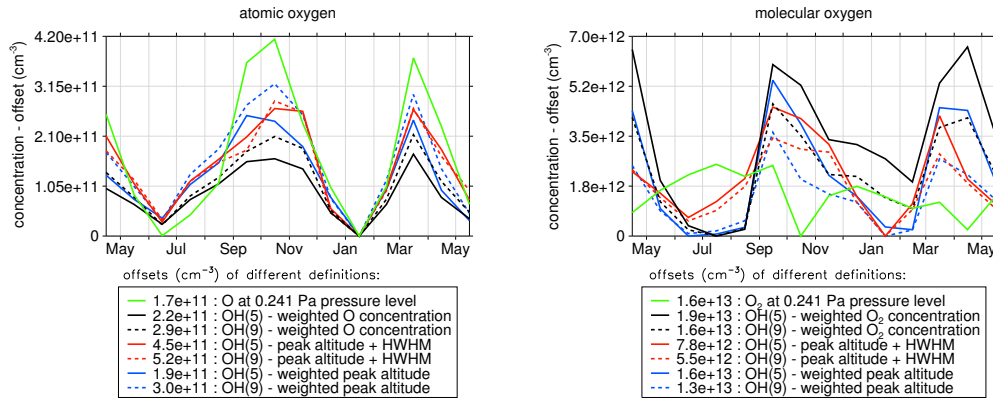 atomic oxygen
concentration - offset (cm-3)
4.20e+11
3.15e+11
2.10e+11
1.05e+11
0
May Jul Sep Nov Jan Mar May
offsets (cm−3) of different definitions:
1.7e+11 : O at 0.241 Pa pressure level
2.2e+11 : OH(5) - weighted O concentration
2.9e+11 : OH(9) - weighted O concentration
4.5e+11 : OH(5) - peak altitude + HWHM
5.2e+11 : OH(9) - peak altitude + HWHM
1.9e+11 : OH(5) - weighted peak altitude
3.0e+11 : OH(9) - weighted peak altitude
molecular oxygen
concentration - offset (cm-3)
7.0e+12
5.2e+12
3.5e+12
1.8e+12
0
May Jul Sep Nov Jan Mar May
offsets (cm−3) of different definitions:
1.6e+13 : O2 at 0.241 Pa pressure level
1.9e+13 : OH(5) - weighted O2 concentration
1.6e+13 : OH(9) - weighted O2 concentration
7.8e+12 : OH(5) - peak altitude + HWHM
5.5e+12 : OH(9) - peak altitude + HWHM
1.6e+13 : OH(5) - weighted peak altitude
1.3e+13 : OH(9) - weighted peak altitude